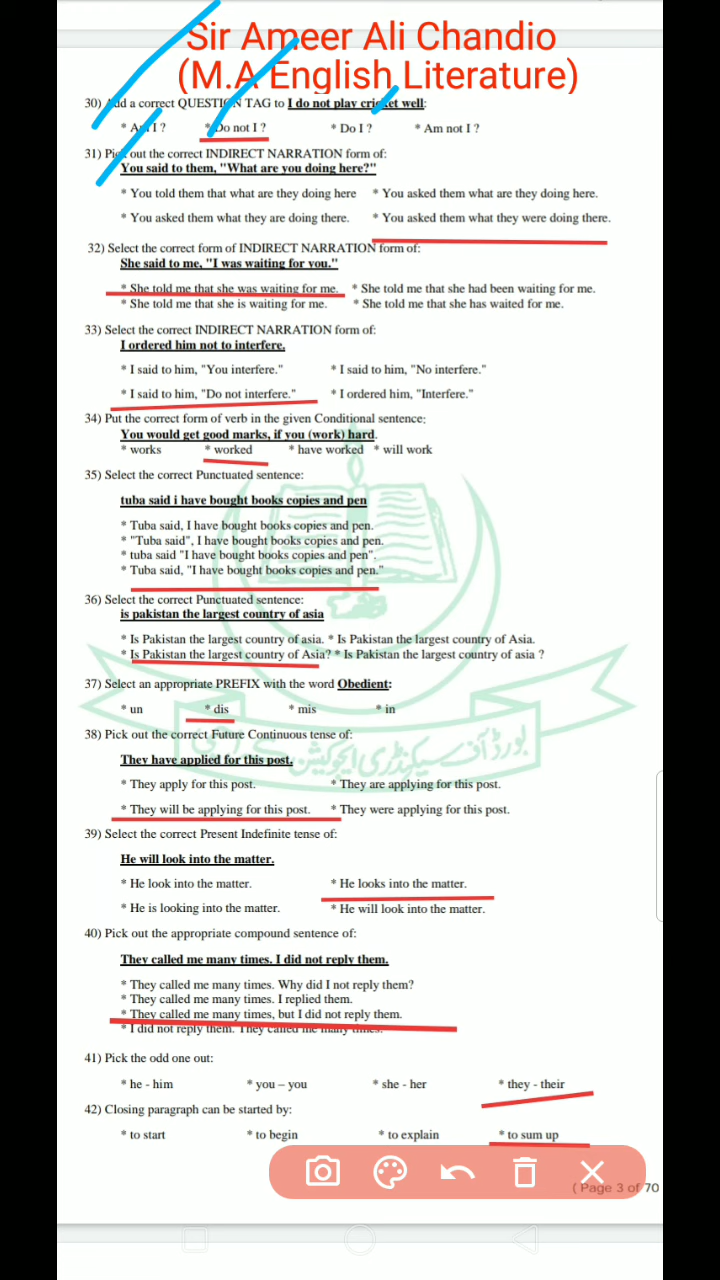 Sir Ameer Ali Chandio
(M.A English Literature)
30) Add a correct QUESTION TAG to I do not play cricket well:
* Am I ? * Do not I ? * Do I ? * Am not I ?
31) Pick out the correct INDIRECT NARRATION form of:
You said to them, "What are you doing here?"
* You told them that what are they doing here * You asked them what are they doing here.
* You asked them what they are doing there. * You asked them what they were doing there.
32) Select the correct form of INDIRECT NARRATION form of:
She said to me, "I was waiting for you."
* She told me that she was waiting for me. * She told me that she had been waiting for me.
* She told me that she is waiting for me. * She told me that she has waited for me.
33) Select the correct INDIRECT NARRATION form of:
I ordered him not to interfere.
* I said to him, "You interfere." * I said to him, "No interfere."
* I said to him, "Do not interfere." * I ordered him, "Interfere."
34) Put the correct form of verb in the given Conditional sentence:
You would get good marks, if you (work) hard.
* works * worked * have worked * will work
35) Select the correct Punctuated sentence:
tuba said i have bought books copies and pen
* Tuba said, I have bought books copies and pen.
* "Tuba said", I have bought books copies and pen.
* tuba said "I have bought books copies and pen".
* Tuba said, "I have bought books copies and pen."
36) Select the correct Punctuated sentence:
is pakistan the largest country of asia
* Is Pakistan the largest country of asia. * Is Pakistan the largest country of Asia.
* Is Pakistan the largest country of Asia? * Is Pakistan the largest country of asia ?
37) Select an appropriate PREFIX with the word Obedient:
* un * dis * mis * in
38) Pick out the correct Future Continuous tense of:
They have applied for this post.
* They apply for this post. * They are applying for this post.
* They will be applying for this post. * They were applying for this post.
39) Select the correct Present Indefinite tense of:
He will look into the matter.
* He look into the matter. * He looks into the matter.
* He is looking into the matter. * He will look into the matter.
40) Pick out the appropriate compound sentence of:
They called me many times. I did not reply them.
* They called me many times. Why did I not reply them?
* They called me many times. I replied them.
* They called me many times, but I did not reply them.
* I did not reply them. They called me many times.
41) Pick the odd one out:
* he - him * you – you * she - her * they - their
42) Closing paragraph can be started by:
* to start * to begin * to explain * to sum up
( Page 3 of 70